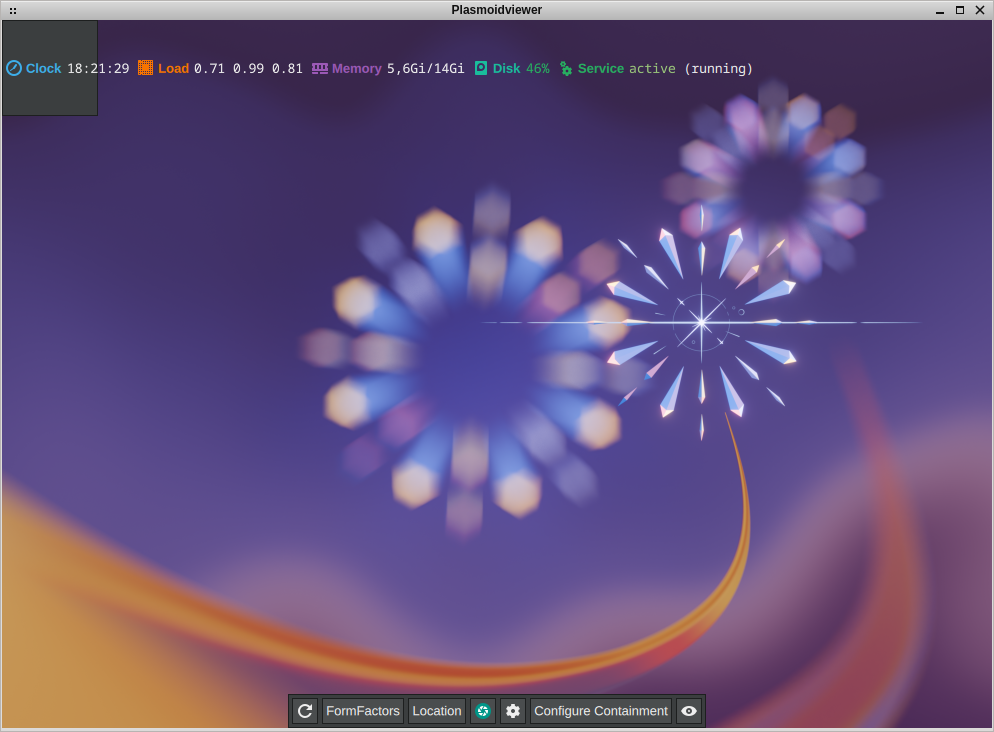 Plasmoidviewer
Clock 18:21:29 Load 0.71 0.99 0.81 Memory 5,6Gi/14Gi Disk 46% Service active (running)
FormFactors Location Configure Containment